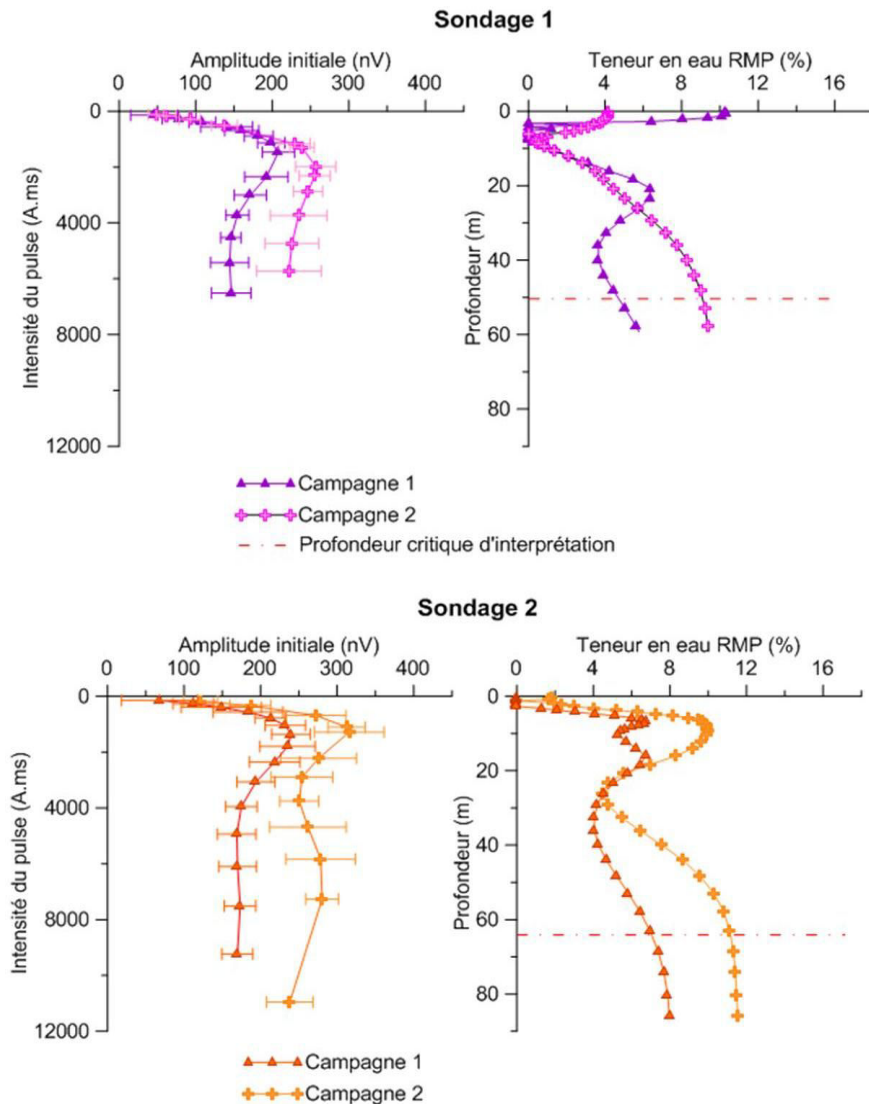 Sondage 1
Amplitude initiale (nV)
0 100 200 300 400
Intensité du pulse (A.ms)
0
4000
8000
12000
Teneur en eau RMP (%)
0 4 8 12 16
Profondeur (m)
0
20
40
60
80
Campagne 1
Campagne 2
Profondeur critique d'interprétation
Sondage 2
Amplitude initiale (nV)
0 100 200 300 400
Intensité du pulse (A.ms)
0
4000
8000
12000
Teneur en eau RMP (%)
0 4 8 12 16
Profondeur (m)
0
20
40
60
80
Campagne 1
Campagne 2